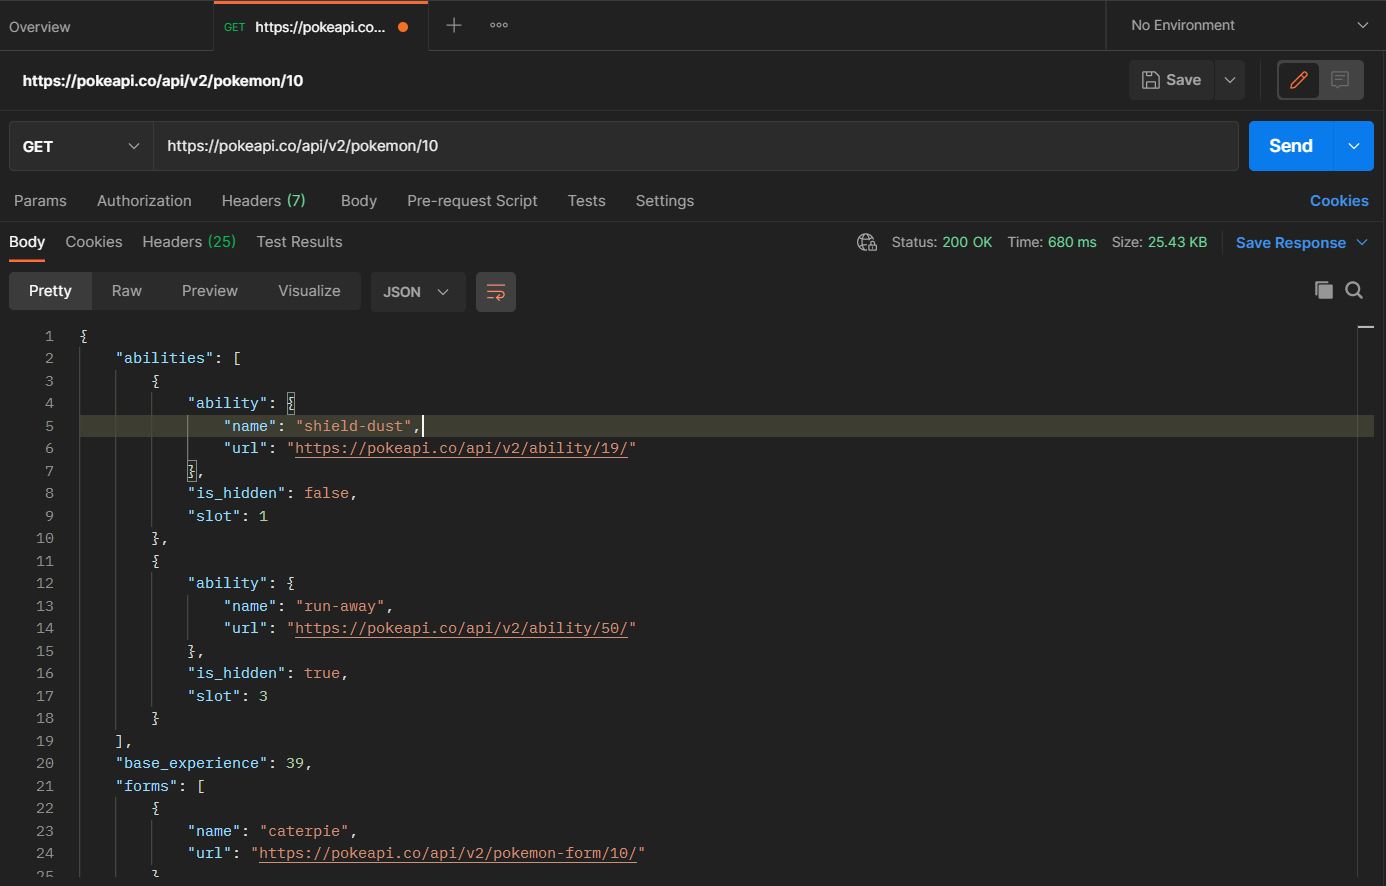 Overview
GET https://pokeapi.co...
No Environment
https://pokeapi.co/api/v2/pokemon/10
Save
GET
https://pokeapi.co/api/v2/pokemon/10
Send
Params Authorization Headers (7) Body Pre-request Script Tests Settings Cookies
Body Cookies Headers (25) Test Results Status: 200 OK Time: 680 ms Size: 25.43 KB Save Response
Pretty Raw Preview Visualize JSON
1 {
2 "abilities": [
3 {
4 "ability": {
5 "name": "shield-dust",
6 "url": "https://pokeapi.co/api/v2/ability/19/"
7 },
8 "is_hidden": false,
9 "slot": 1
10 },
11 {
12 "ability": {
13 "name": "run-away",
14 "url": "https://pokeapi.co/api/v2/ability/50/"
15 },
16 "is_hidden": true,
17 "slot": 3
18 }
19 ],
20 "base_experience": 39,
21 "forms": [
22 {
23 "name": "caterpie",
24 "url": "https://pokeapi.co/api/v2/pokemon-form/10/"
25 }